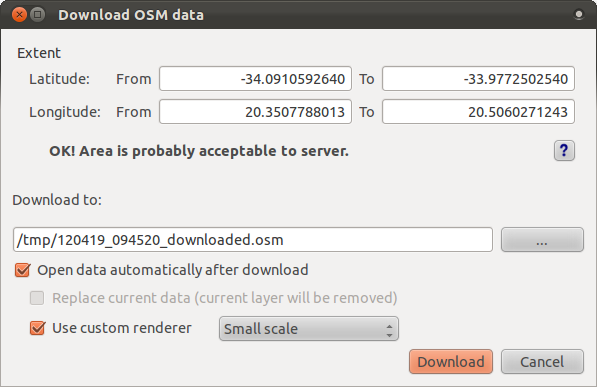 Download OSM data
Extent
Latitude: From -34.0910592640 To -33.9772502540
Longitude: From 20.3507788013 To 20.5060271243
OK! Area is probably acceptable to server. ?
Download to:
/tmp/120419_094520_downloaded.osm ...
Open data automatically after download
Replace current data (current layer will be removed)
Use custom renderer Small scale
Download Cancel